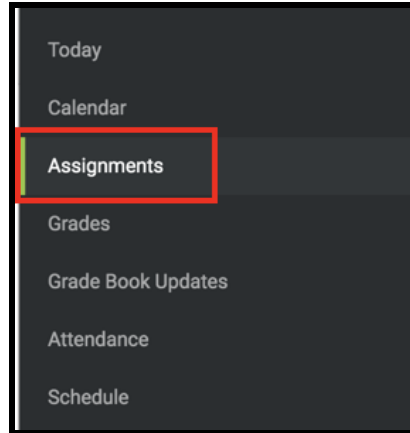 Today
Calendar
Assignments
Grades
Grade Book Updates
Attendance
Schedule